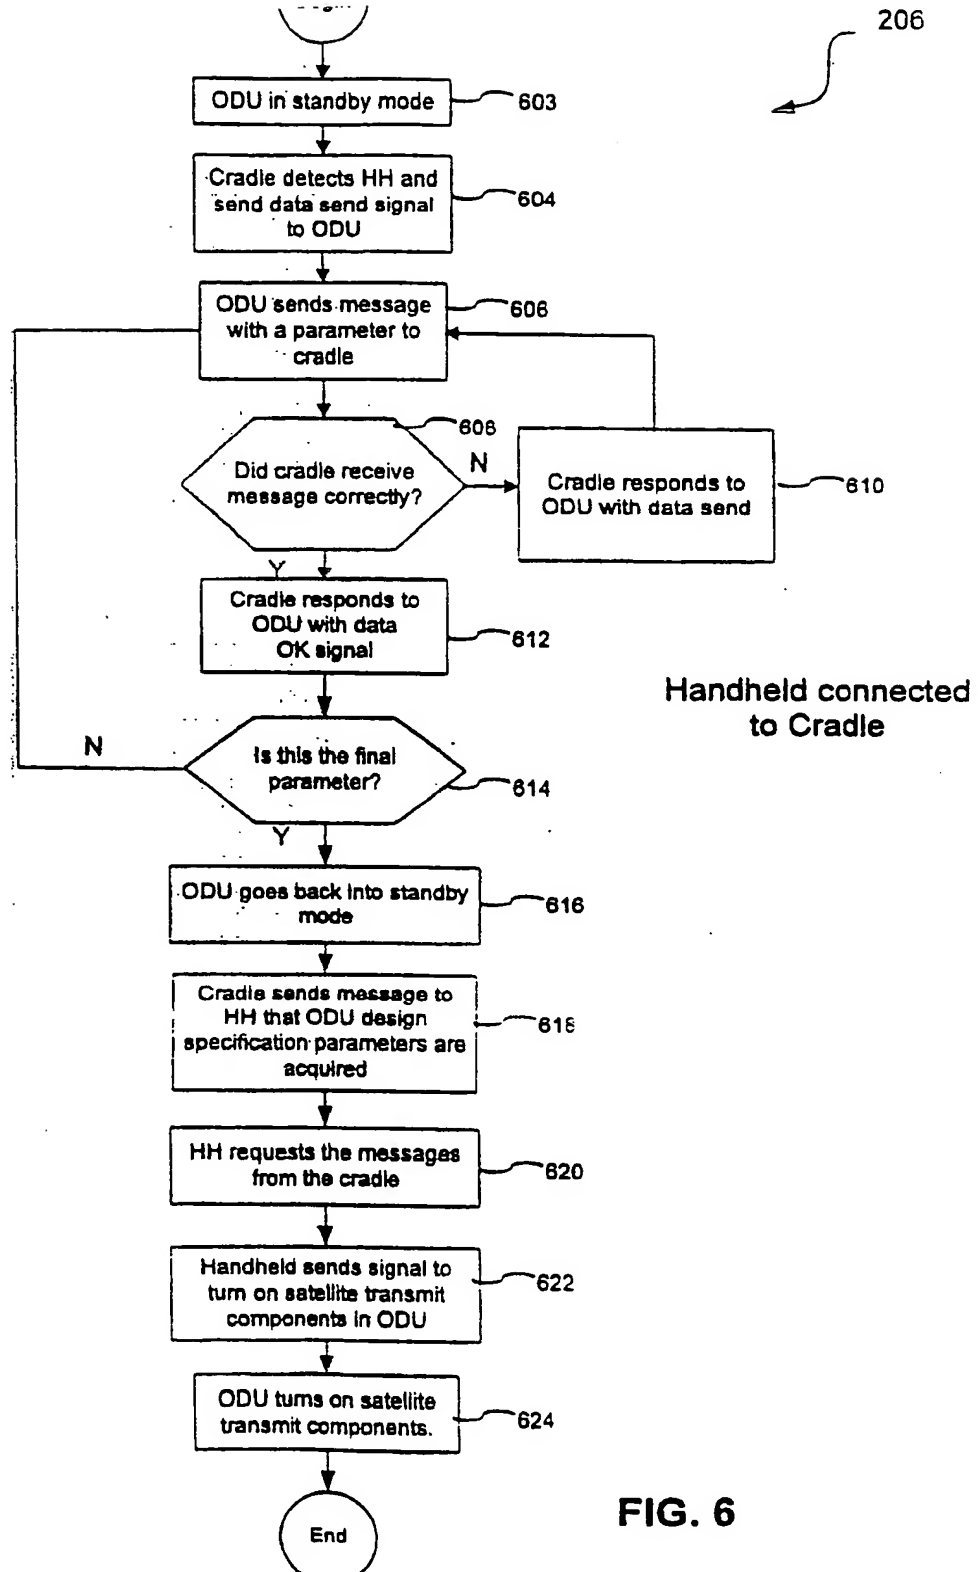 206
ODU in standby mode
603
Cradle detects HH and
send data send signal
to ODU
604
ODU sends message
with a parameter to
cradle
606
608
Did cradle receive
message correctly?
N
Cradle responds to
ODU with data send
610
Y
Cradle responds to
ODU with data
OK signal
612
Handheld connected
to Cradle
N
Is this the final
parameter?
614
Y
ODU goes back into standby
mode
616
Cradle sends message to
HH that ODU design
specification parameters are
acquired
618
HH requests the messages
from the cradle
620
Handheld sends signal to
turn on satellite transmit
components in ODU
622
ODU turns on satellite
transmit components.
624
End
FIG. 6